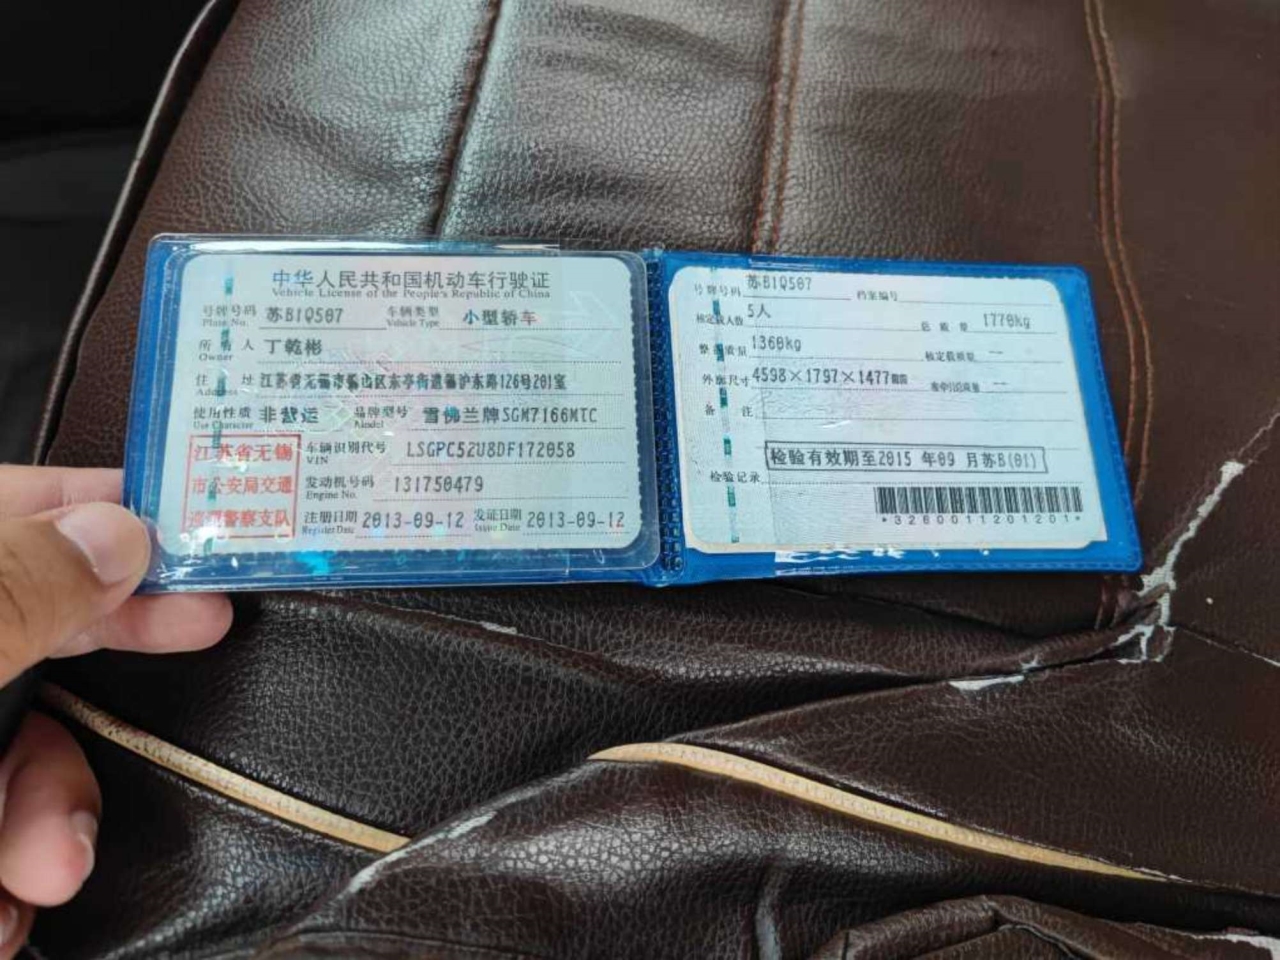 中华人民共和国机动车行驶证
Vehicle License of the People's Republic of China
号牌号码 苏B1Q507 车辆类型 小型轿车
Plate No. Vehicle Type
所有人 丁乾彬
Owner
住址 江苏省无锡市锡山区东亭街道锡沪东路126号201室
Address
使用性质 非营运 品牌型号 雪佛兰牌SGM7166MTC
Use Character Model
江苏省无锡
市公安局交通
巡逻警察支队
车辆识别代号 LSGPC52U8DF172058
VIN
发动机号码 131750479
Engine No.
注册日期 2013-09-12 发证日期 2013-09-12
Register Date Issue Date
号牌号码 苏B1Q507 档案编号
核定载人数 5人 总质量 1770kg
整备质量 1360kg 核定载质量 --
外廓尺寸 4598×1797×1477mm 准牵引总质量 --
备注
检验有效期至2015 年09 月苏B(01)
检验记录
*3260011201201*